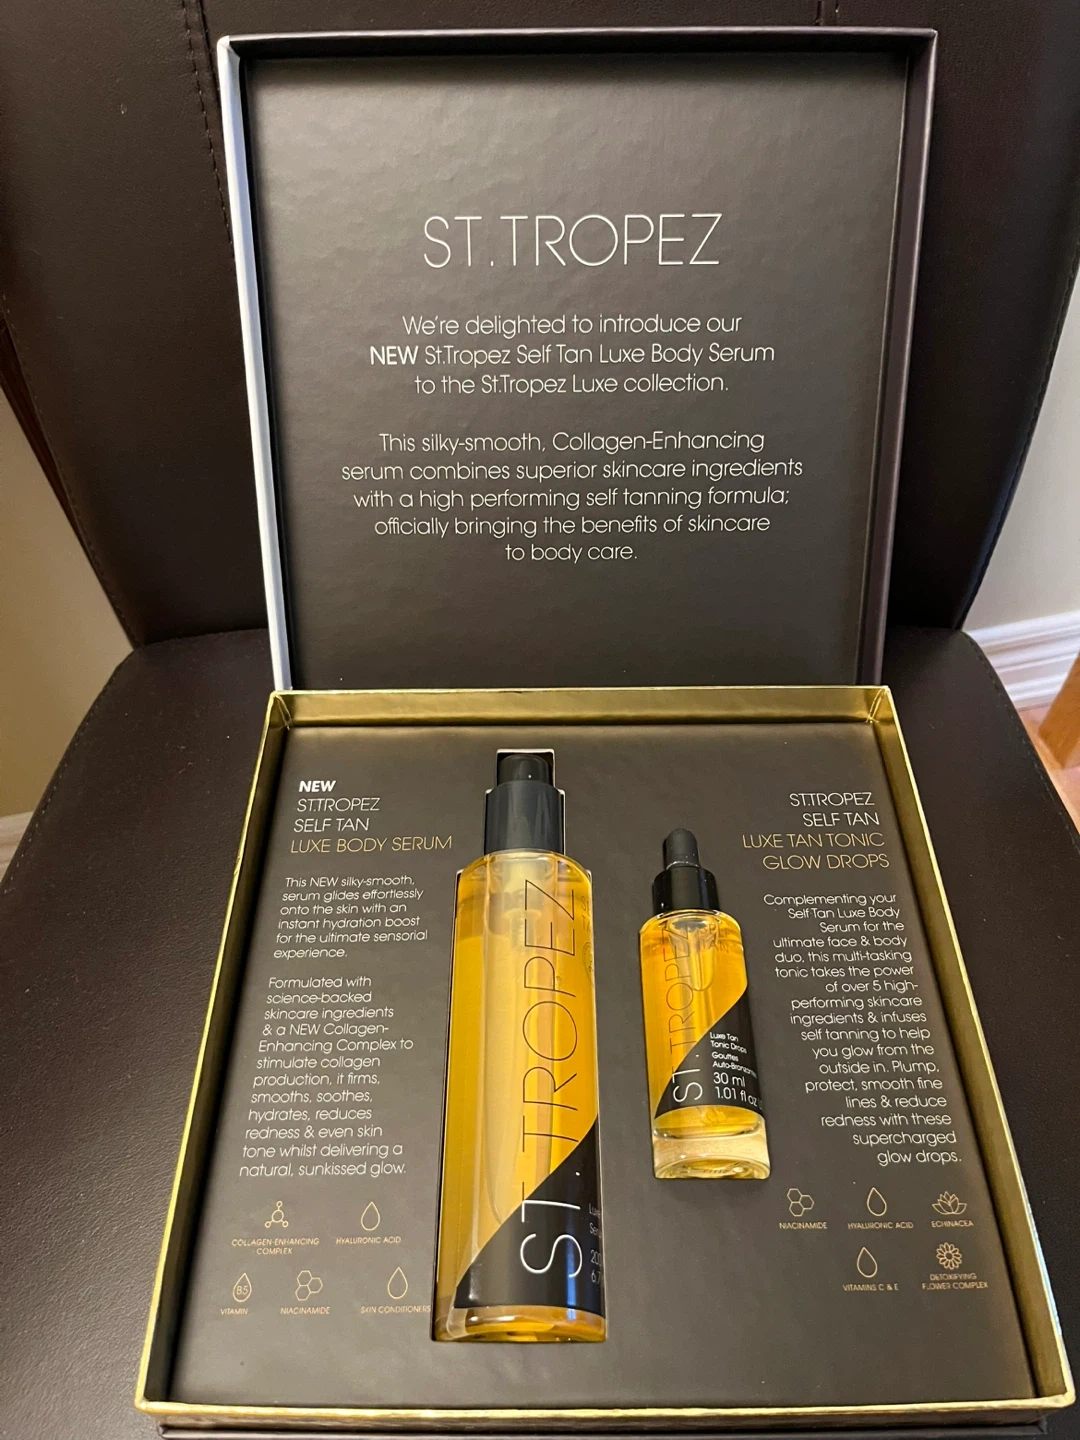 ST.TROPEZ
We're delighted to introduce our
NEW St.Tropez Self Tan Luxe Body Serum
to the St.Tropez Luxe collection.
This silky-smooth, Collagen-Enhancing
serum combines superior skincare ingredients
with a high performing self tanning formula;
officially bringing the benefits of skincare
to body care.
NEW
ST.TROPEZ
SELF TAN
LUXE BODY SERUM
This NEW silky-smooth,
serum glides effortlessly
onto the skin with an
instant hydration boost
for the ultimate sensorial
experience.
Formulated with
science-backed
skincare ingredients
& a NEW Collagen-
Enhancing Complex to
stimulate collagen
production, it firms,
smooths, soothes,
hydrates, reduces
redness & even skin
tone whilst delivering a
natural, sunkissed glow.
COLLAGEN-ENHANCING
COMPLEX
HYALURONIC ACID
B5
VITAMIN
NIACINAMIDE
SKIN CONDITIONERS
ST.TROPEZ
ST.TROPEZ
Luxe Tan
Tonic Drops
Gouttes
30 ml
1.01 fl oz
ST.TROPEZ
SELF TAN
LUXE TAN TONIC
GLOW DROPS
Complementing your
Self Tan Luxe Body
Serum for the
ultimate face & body
duo, this multi-tasking
tonic takes the power
of over 5 high-
performing skincare
ingredients & infuses
self tanning to help
you glow from the
outside in. Plump,
protect, smooth fine
lines & reduce
redness with these
supercharged
glow drops.
NIACINAMIDE
HYALURONIC ACID
ECHINACEA
VITAMINS C & E
DETOXIFYING
FLOWER COMPLEX